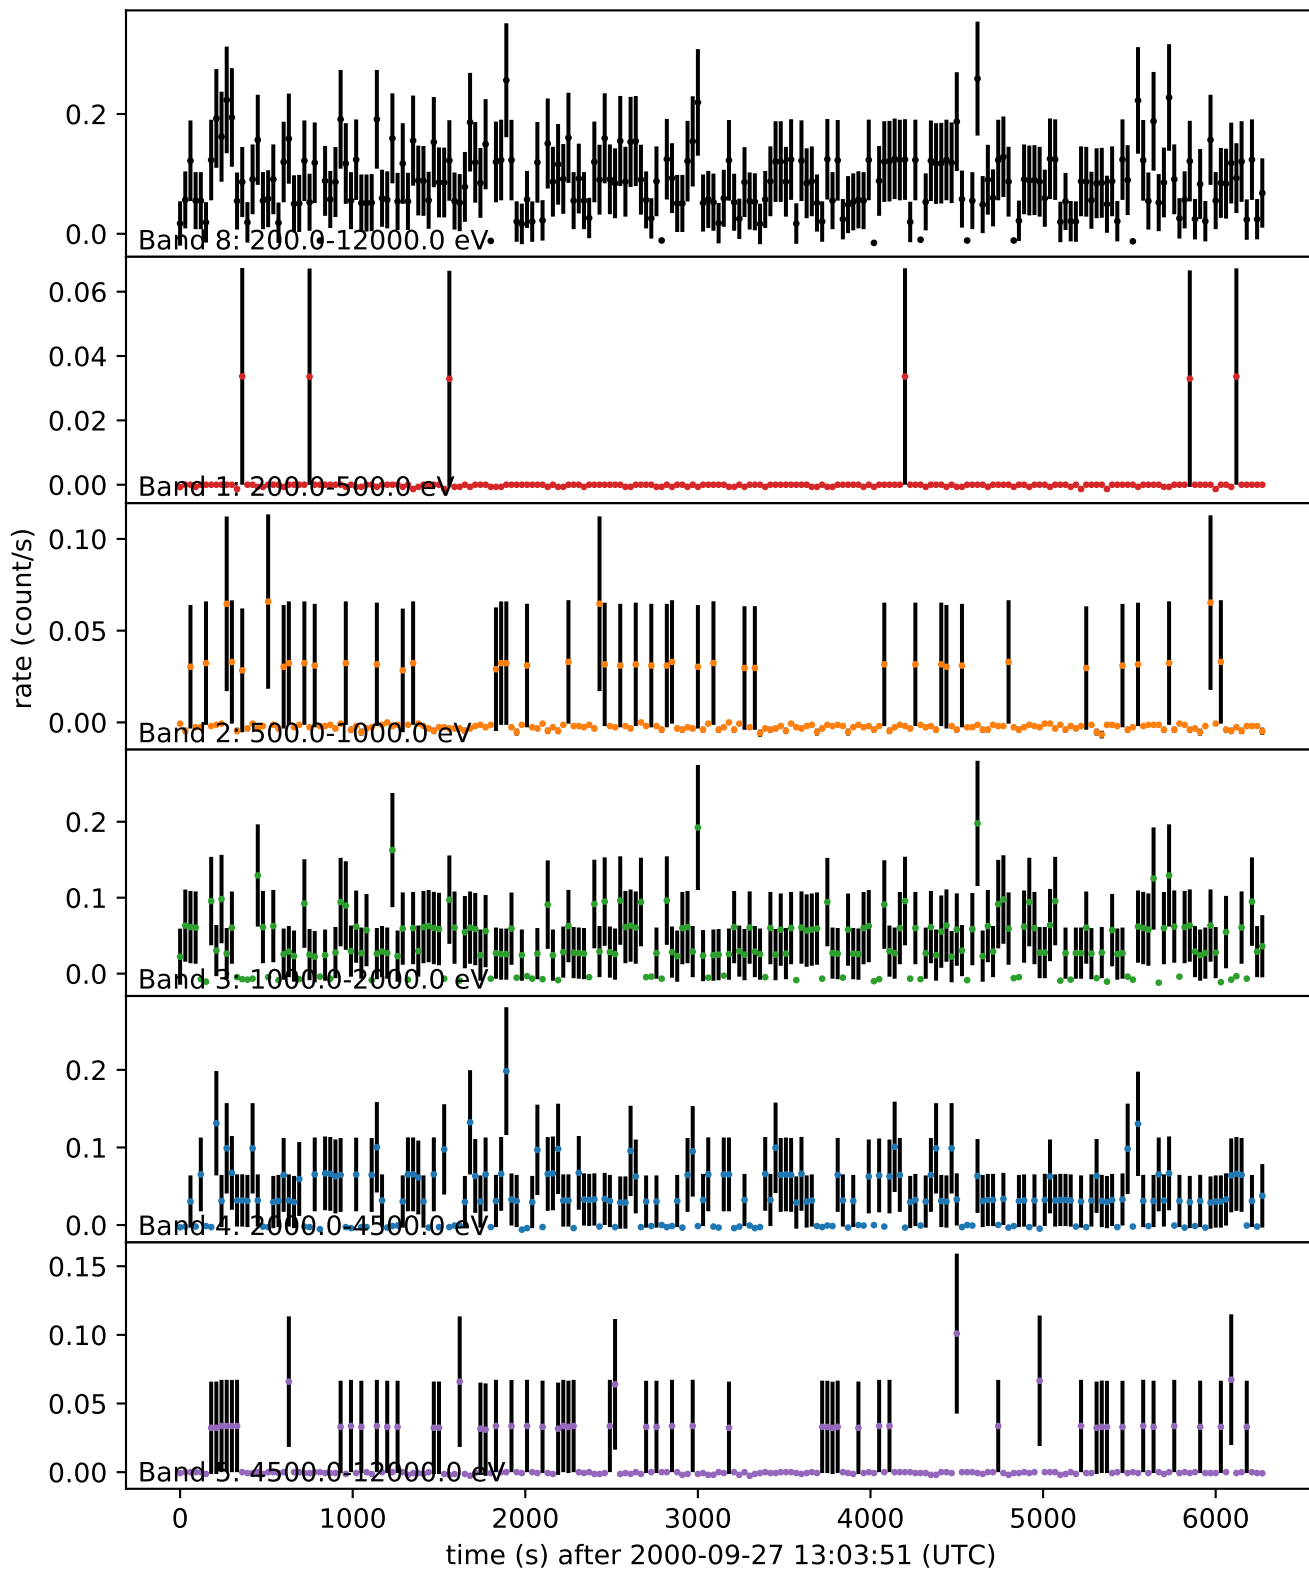 0.2
0.0
Band 8: 200.0-12000.0 eV
0.06
0.04
0.02
0.00
Band 1: 200.0-500.0 eV
0.10
0.05
0.00
Band 2: 500.0-1000.0 eV
rate (count/s)
0.2
0.1
0.0
Band 3: 1000.0-2000.0 eV
0.2
0.1
0.0
Band 4: 2000.0-4500.0 eV
0.15
0.10
0.05
0.00
Band 5: 4500.0-12000.0 eV
0 1000 2000 3000 4000 5000 6000
time (s) after 2000-09-27 13:03:51 (UTC)